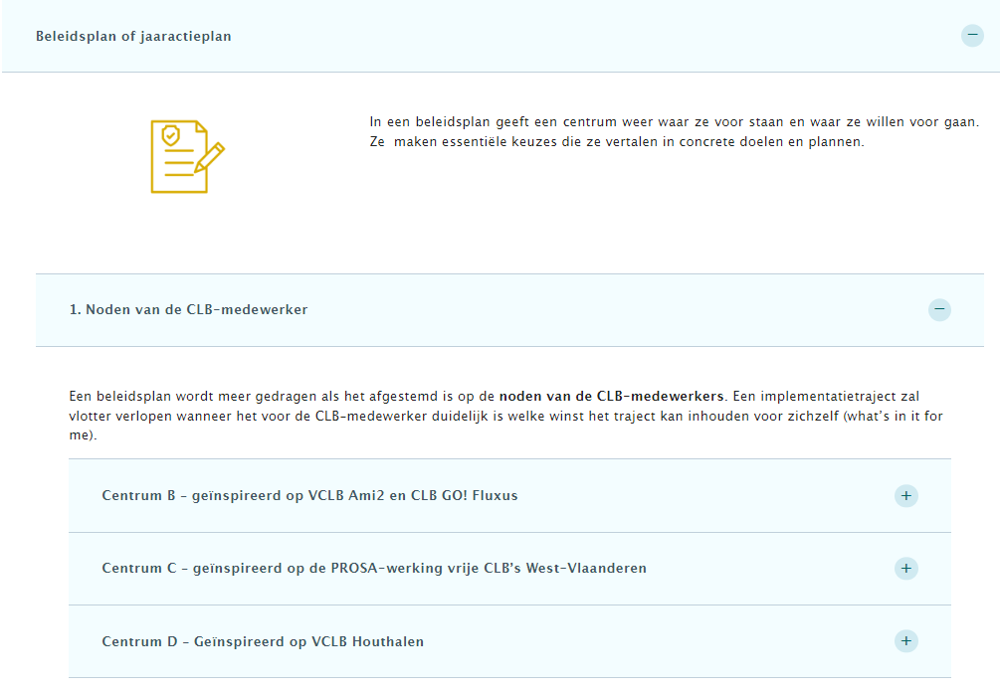 Beleidsplan of jaaractieplan
In een beleidsplan geeft een centrum weer waar ze voor staan en waar ze willen voor gaan.
Ze maken essentiële keuzes die ze vertalen in concrete doelen en plannen.
1. Noden van de CLB-medewerker
Een beleidsplan wordt meer gedragen als het afgestemd is op de noden van de CLB-medewerkers. Een implementatietraject zal
vlotter verlopen wanneer het voor de CLB-medewerker duidelijk is welke winst het traject kan inhouden voor zichzelf (what's in it for
me).
Centrum B – geïnspireerd op VCLB Ami2 en CLB GO! Fluxus
Centrum C – geïnspireerd op de PROSA-werking vrije CLB's West-Vlaanderen
Centrum D – Geïnspireerd op VCLB Houthalen